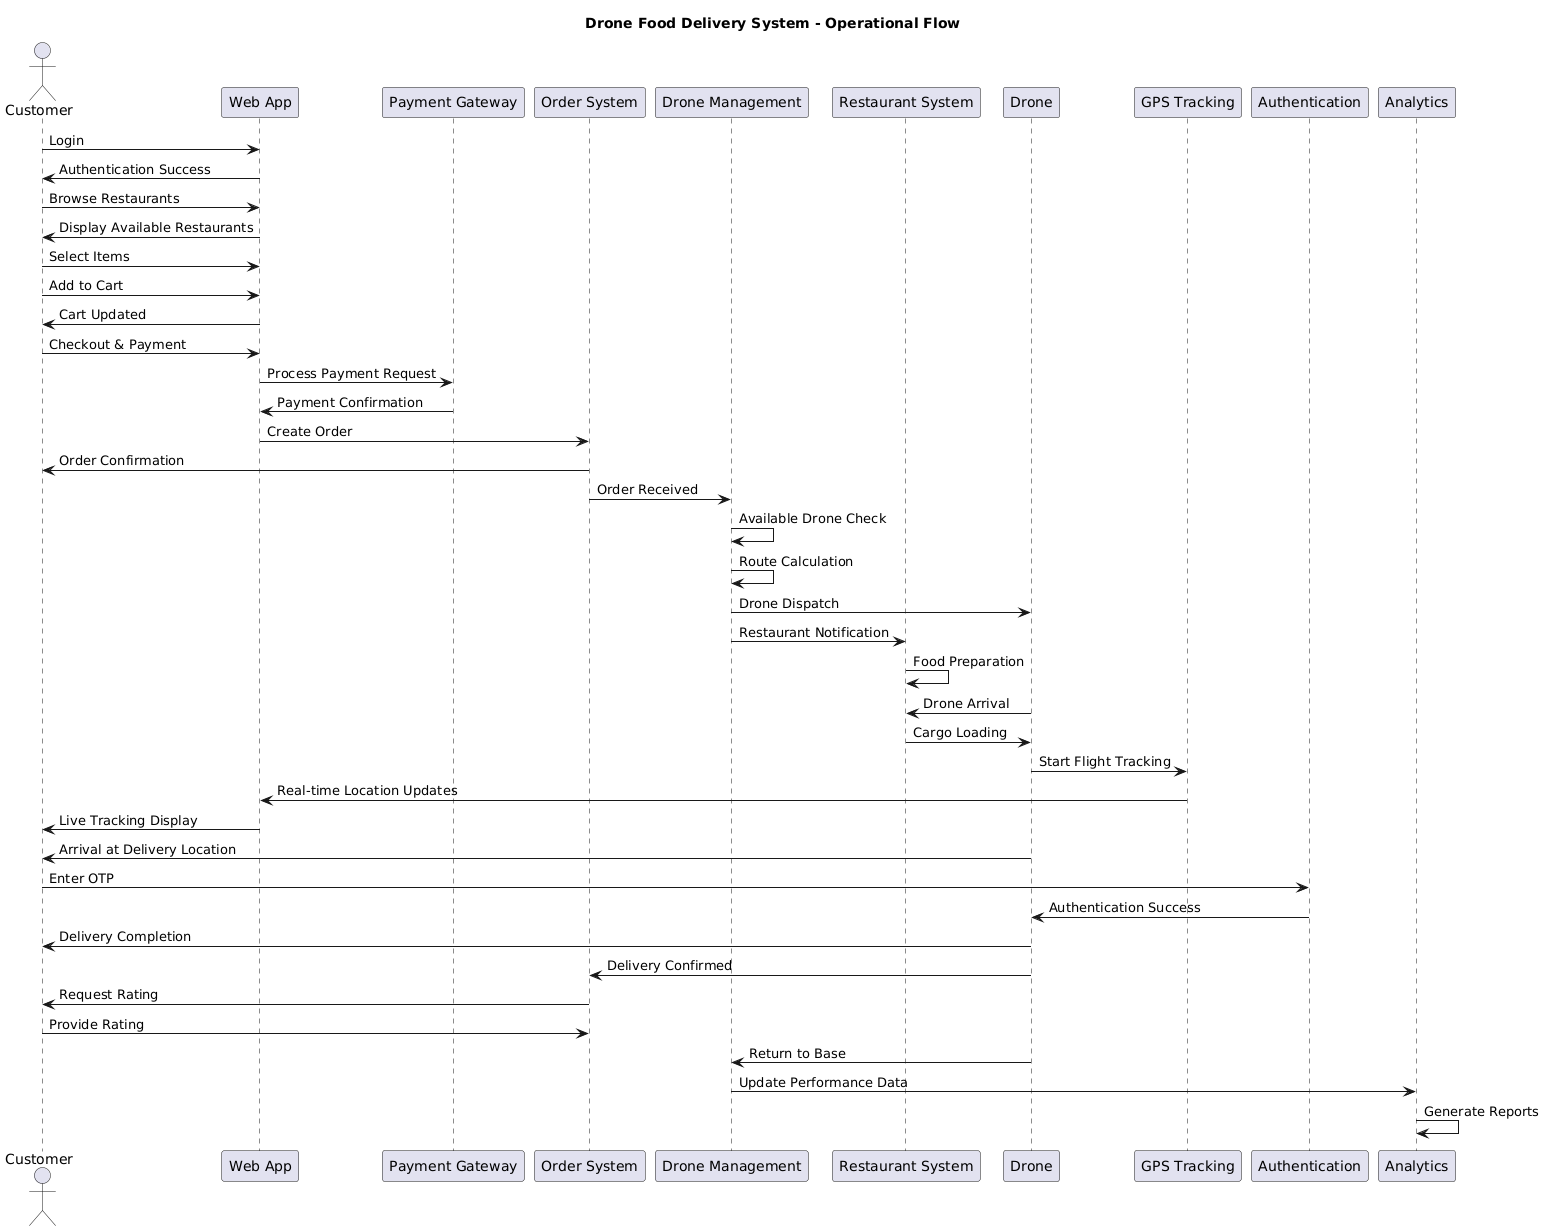 Drone Food Delivery System - Operational Flow
Customer
Web App
Payment Gateway
Order System
Drone Management
Restaurant System
Drone
GPS Tracking
Authentication
Analytics
Login
Authentication Success
Browse Restaurants
Display Available Restaurants
Select Items
Add to Cart
Cart Updated
Checkout & Payment
Process Payment Request
Payment Confirmation
Create Order
Order Confirmation
Order Received
Available Drone Check
Route Calculation
Drone Dispatch
Restaurant Notification
Food Preparation
Drone Arrival
Cargo Loading
Start Flight Tracking
Real-time Location Updates
Live Tracking Display
Arrival at Delivery Location
Enter OTP
Authentication Success
Delivery Completion
Delivery Confirmed
Request Rating
Provide Rating
Return to Base
Update Performance Data
Generate Reports
Customer
Web App
Payment Gateway
Order System
Drone Management
Restaurant System
Drone
GPS Tracking
Authentication
Analytics